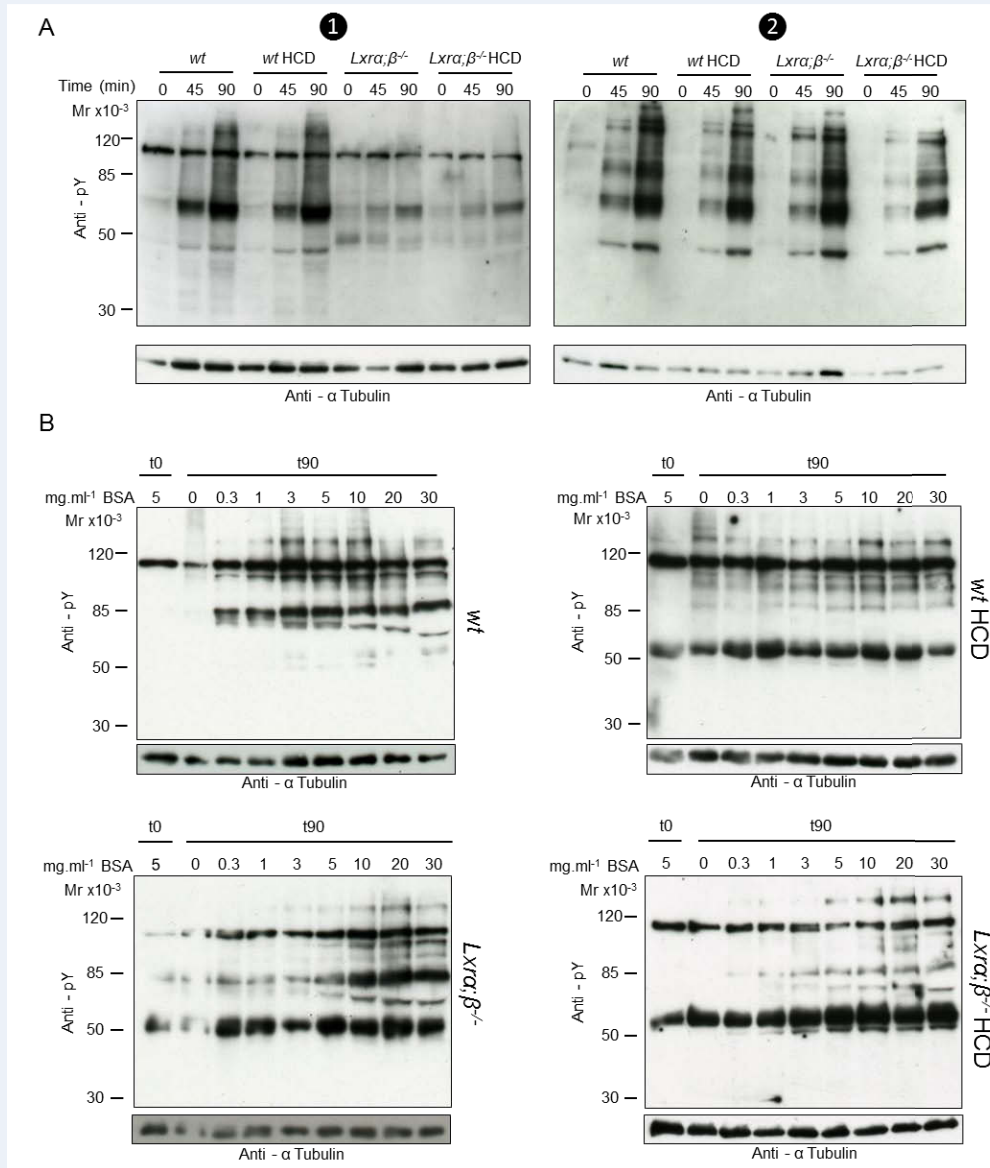 A
1
2
wt wt HCD Lxrα;β-/- Lxrα;β-/-HCD
wt wt HCD Lxrα;β-/- Lxrα;β-/-HCD
Time (min) 0 45 90 0 45 90 0 45 90 0 45 90
0 45 90 0 45 90 0 45 90 0 45 90
Mr x10-3
120
85
50
30
Anti - pY
Anti - α Tubulin
Anti - α Tubulin
B
t0 t90
mg.ml-1 BSA 5 0 0.3 1 3 5 10 20 30
Mr x10-3
120
85
50
30
Anti - pY
wt
Anti - α Tubulin
t0 t90
mg.ml-1 BSA 5 0 0.3 1 3 5 10 20 30
Mr x10-3
120
85
50
30
Anti - pY
wt HCD
Anti - α Tubulin
t0 t90
mg.ml-1 BSA 5 0 0.3 1 3 5 10 20 30
Mr x10-3
120
85
50
30
Anti - pY
Lxrα;β-/-
Anti - α Tubulin
t0 t90
mg.ml-1 BSA 5 0 0.3 1 3 5 10 20 30
Mr x10-3
120
85
50
30
Anti - pY
Lxrα;β-/- HCD
Anti - α Tubulin